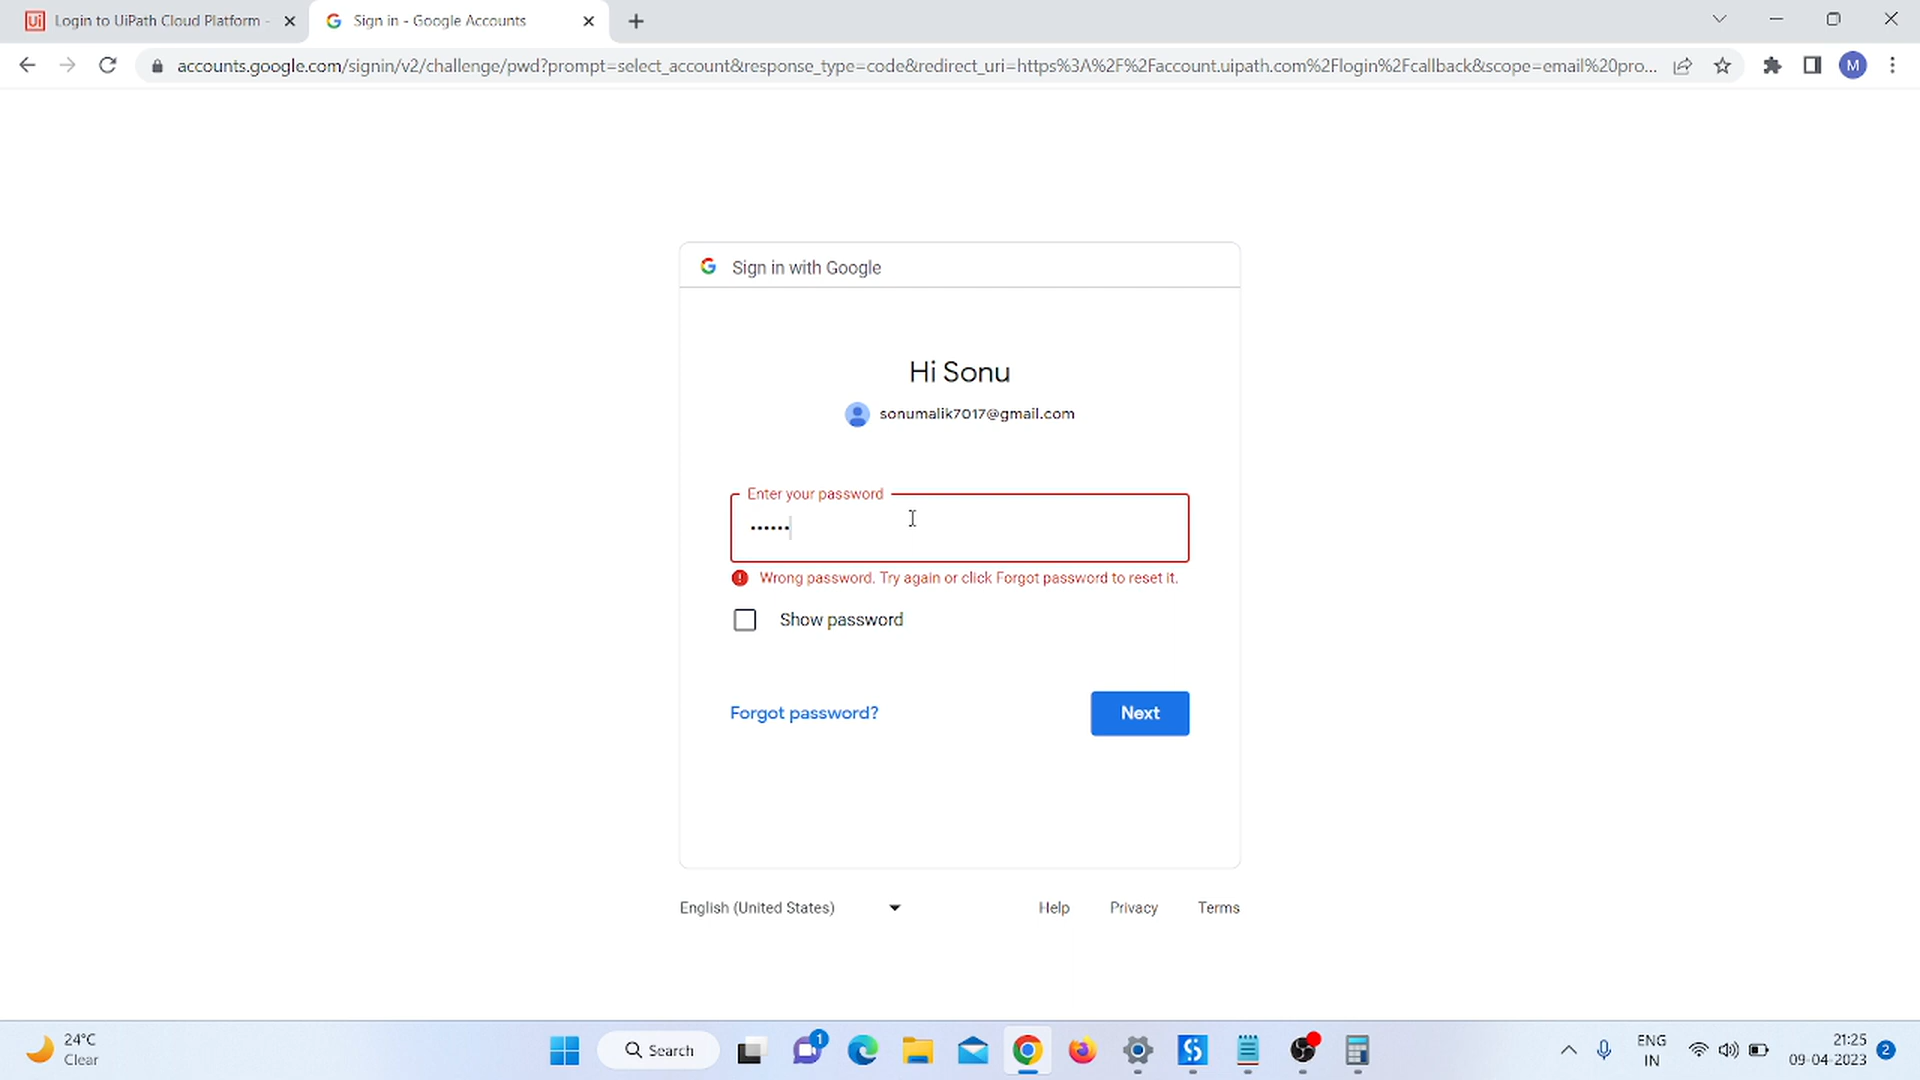 Ui Login to UiPath Cloud Platform -
Sign in - Google Accounts
accounts.google.com/signin/v2/challenge/pwd?prompt=select_account&response_type=code&redirect_uri=https%3A%2F%2Faccount.uipath.com%2Flogin%2Fcallback&scope=email%20pro...
M
Sign in with Google
Hi Sonu
sonumalik7017@gmail.com
Enter your password
••••••
Wrong password. Try again or click Forgot password to reset it.
Show password
Forgot password?
Next
English (United States)
Help
Privacy
Terms
24°C
Clear
Search
1
ENG
IN
21:25
09-04-2023
2